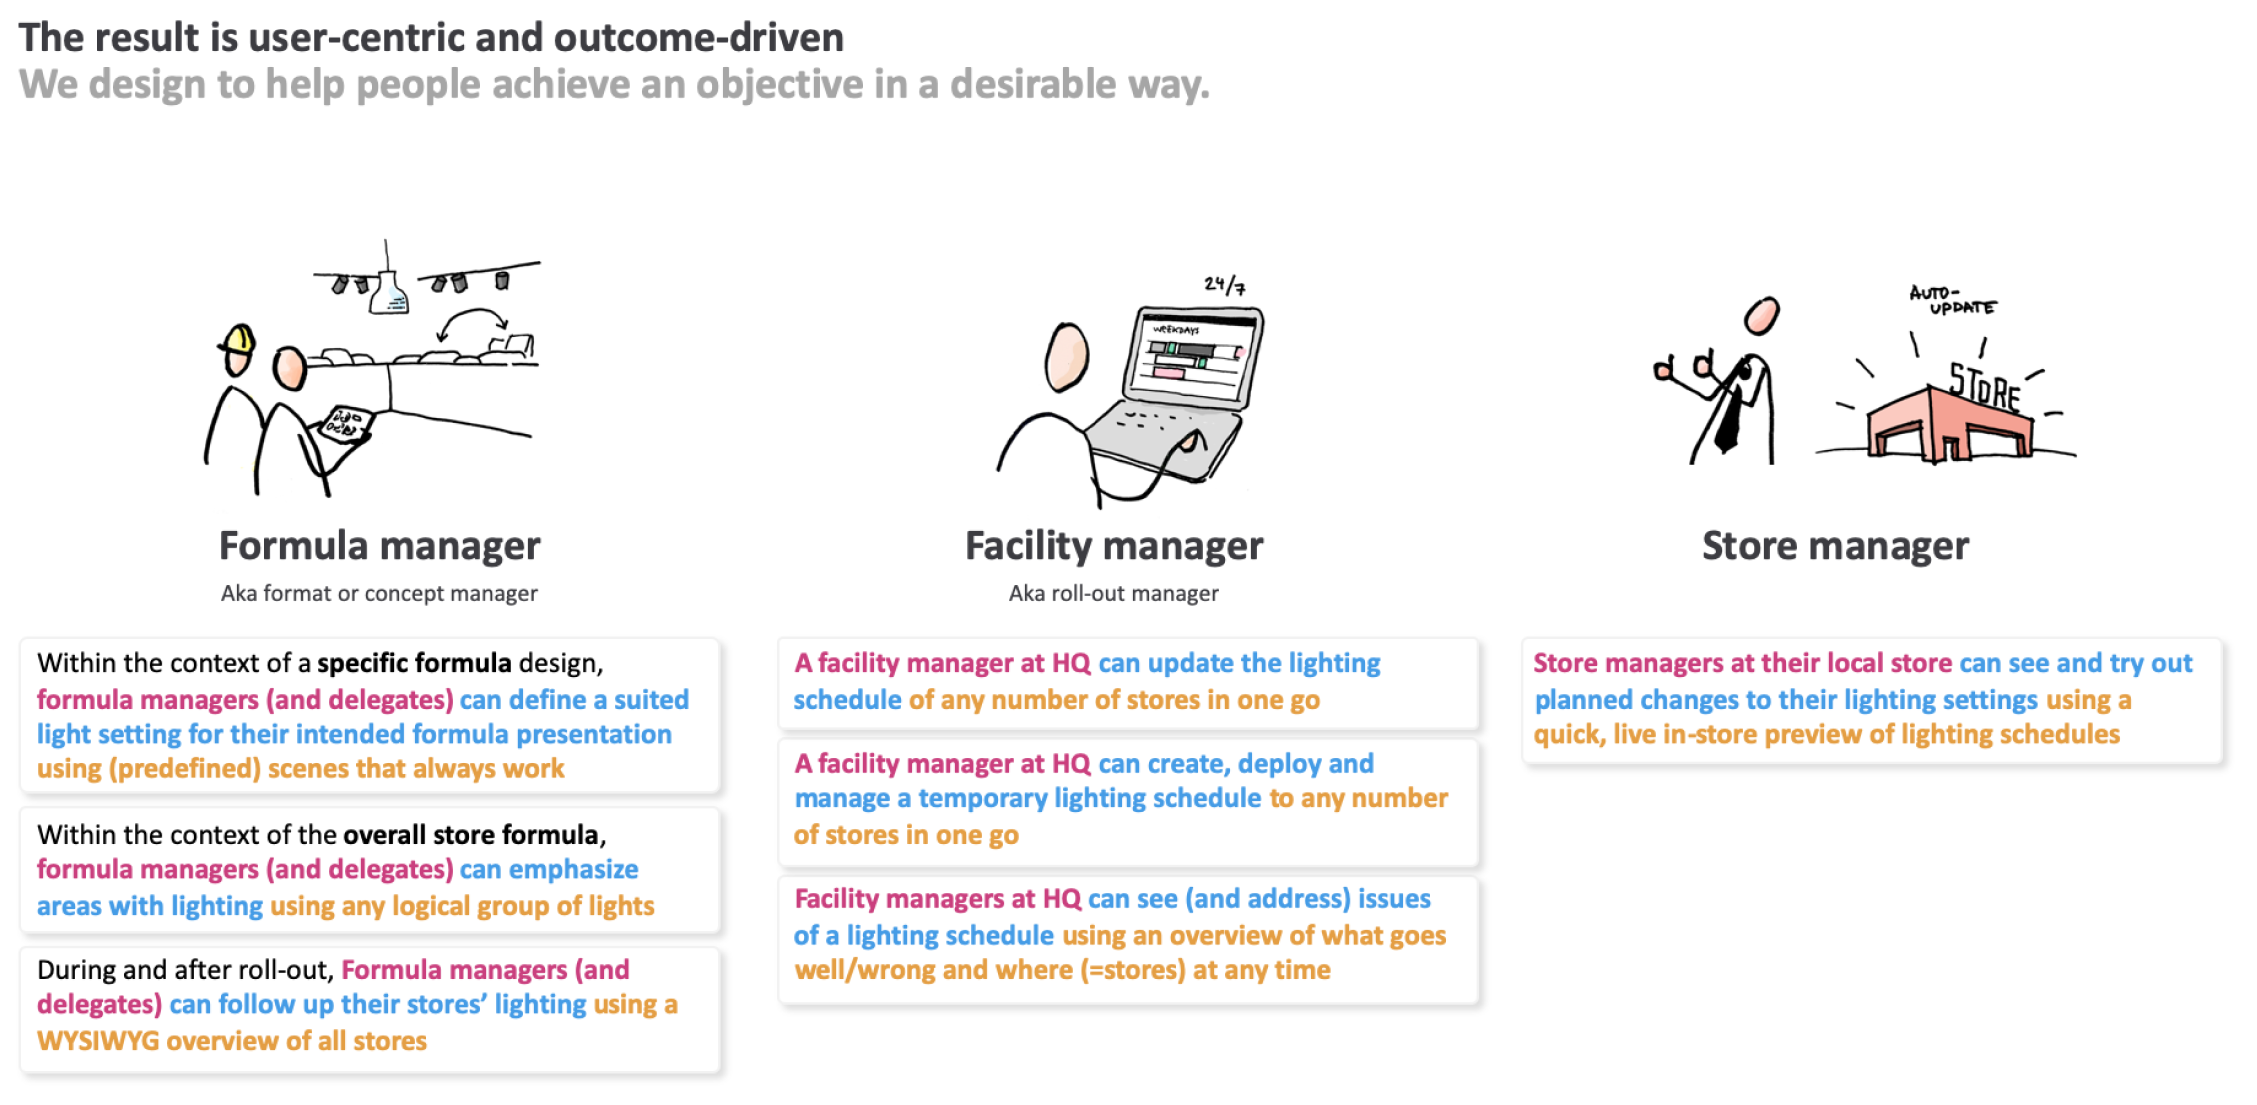 The result is user-centric and outcome-driven
We design to help people achieve an objective in a desirable way.
24/7
WEEKDAYS
AUTO-
UPDATE
STORE
Formula manager
Aka format or concept manager
Within the context of a specific formula design,
formula managers (and delegates) can define a suited
light setting for their intended formula presentation
using (predefined) scenes that always work
Within the context of the overall store formula,
formula managers (and delegates) can emphasize
areas with lighting using any logical group of lights
During and after roll-out, Formula managers (and
delegates) can follow up their stores’ lighting using a
WYSIWYG overview of all stores
Facility manager
Aka roll-out manager
A facility manager at HQ can update the lighting
schedule of any number of stores in one go
A facility manager at HQ can create, deploy and
manage a temporary lighting schedule to any number
of stores in one go
Facility managers at HQ can see (and address) issues
of a lighting schedule using an overview of what goes
well/wrong and where (=stores) at any time
Store manager
Store managers at their local store can see and try out
planned changes to their lighting settings using a
quick, live in-store preview of lighting schedules